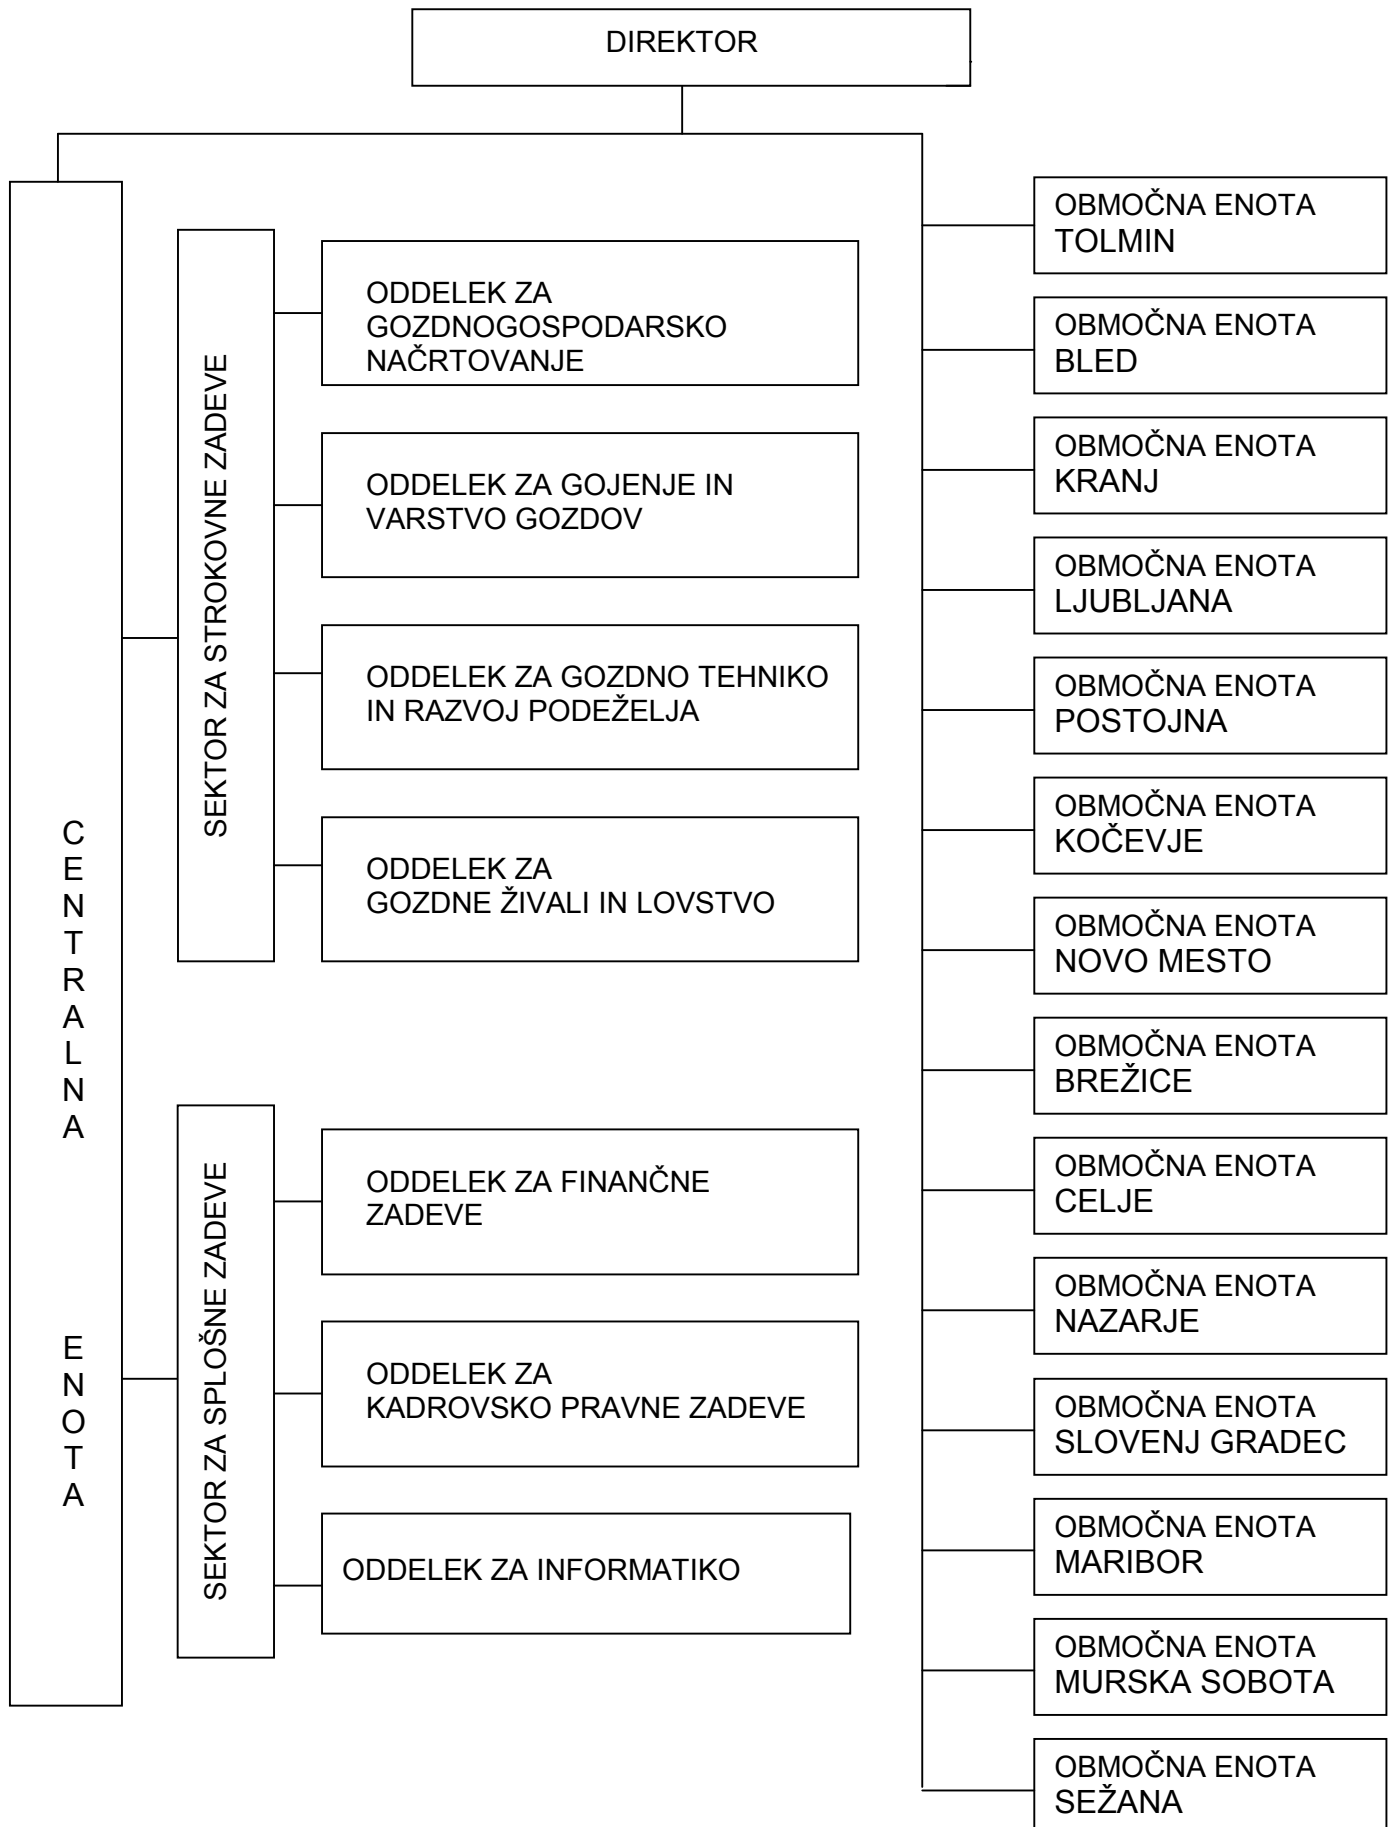 DIREKTOR
CENTRALNA ENOTA
SEKTOR ZA STROKOVNE ZADEVE
ODDELEK ZA
GOZDNOGOSPODARSKO
NAČRTOVANJE
ODDELEK ZA GOJENJE IN
VARSTVO GOZDOV
ODDELEK ZA GOZDNO TEHNIKO
IN RAZVOJ PODEŽELJA
ODDELEK ZA
GOZDNE ŽIVALI IN LOVSTVO
SEKTOR ZA SPLOŠNE ZADEVE
ODDELEK ZA FINANČNE
ZADEVE
ODDELEK ZA
KADROVSKO PRAVNE ZADEVE
ODDELEK ZA INFORMATIKO
OBMOČNA ENOTA
TOLMIN
OBMOČNA ENOTA
BLED
OBMOČNA ENOTA
KRANJ
OBMOČNA ENOTA
LJUBLJANA
OBMOČNA ENOTA
POSTOJNA
OBMOČNA ENOTA
KOČEVJE
OBMOČNA ENOTA
NOVO MESTO
OBMOČNA ENOTA
BREŽICE
OBMOČNA ENOTA
CELJE
OBMOČNA ENOTA
NAZARJE
OBMOČNA ENOTA
SLOVENJ GRADEC
OBMOČNA ENOTA
MARIBOR
OBMOČNA ENOTA
MURSKA SOBOTA
OBMOČNA ENOTA
SEŽANA